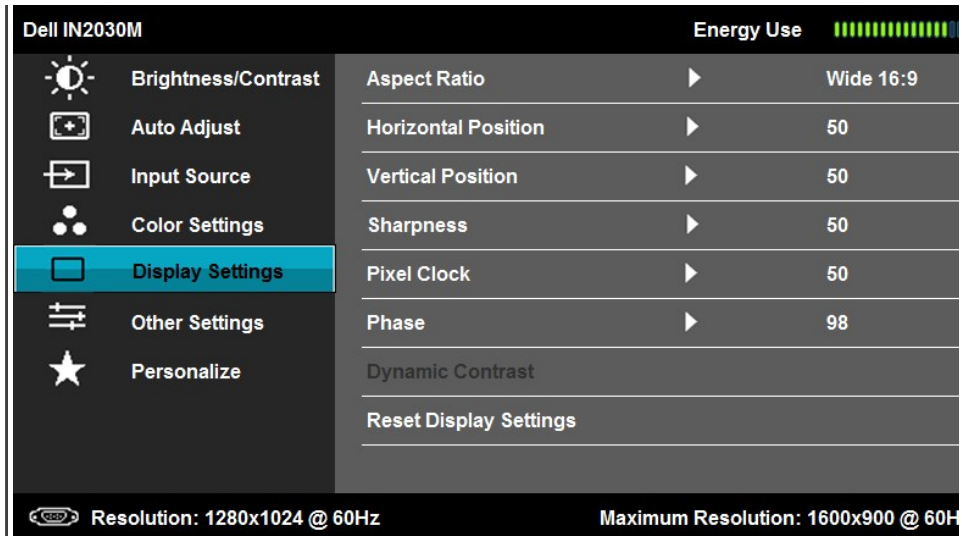 Dell IN2030M Energy Use
Brightness/Contrast
Auto Adjust
Input Source
Color Settings
Display Settings
Other Settings
Personalize
Aspect Ratio Wide 16:9
Horizontal Position 50
Vertical Position 50
Sharpness 50
Pixel Clock 50
Phase 98
Dynamic Contrast
Reset Display Settings
Resolution: 1280x1024 @ 60Hz Maximum Resolution: 1600x900 @ 60H